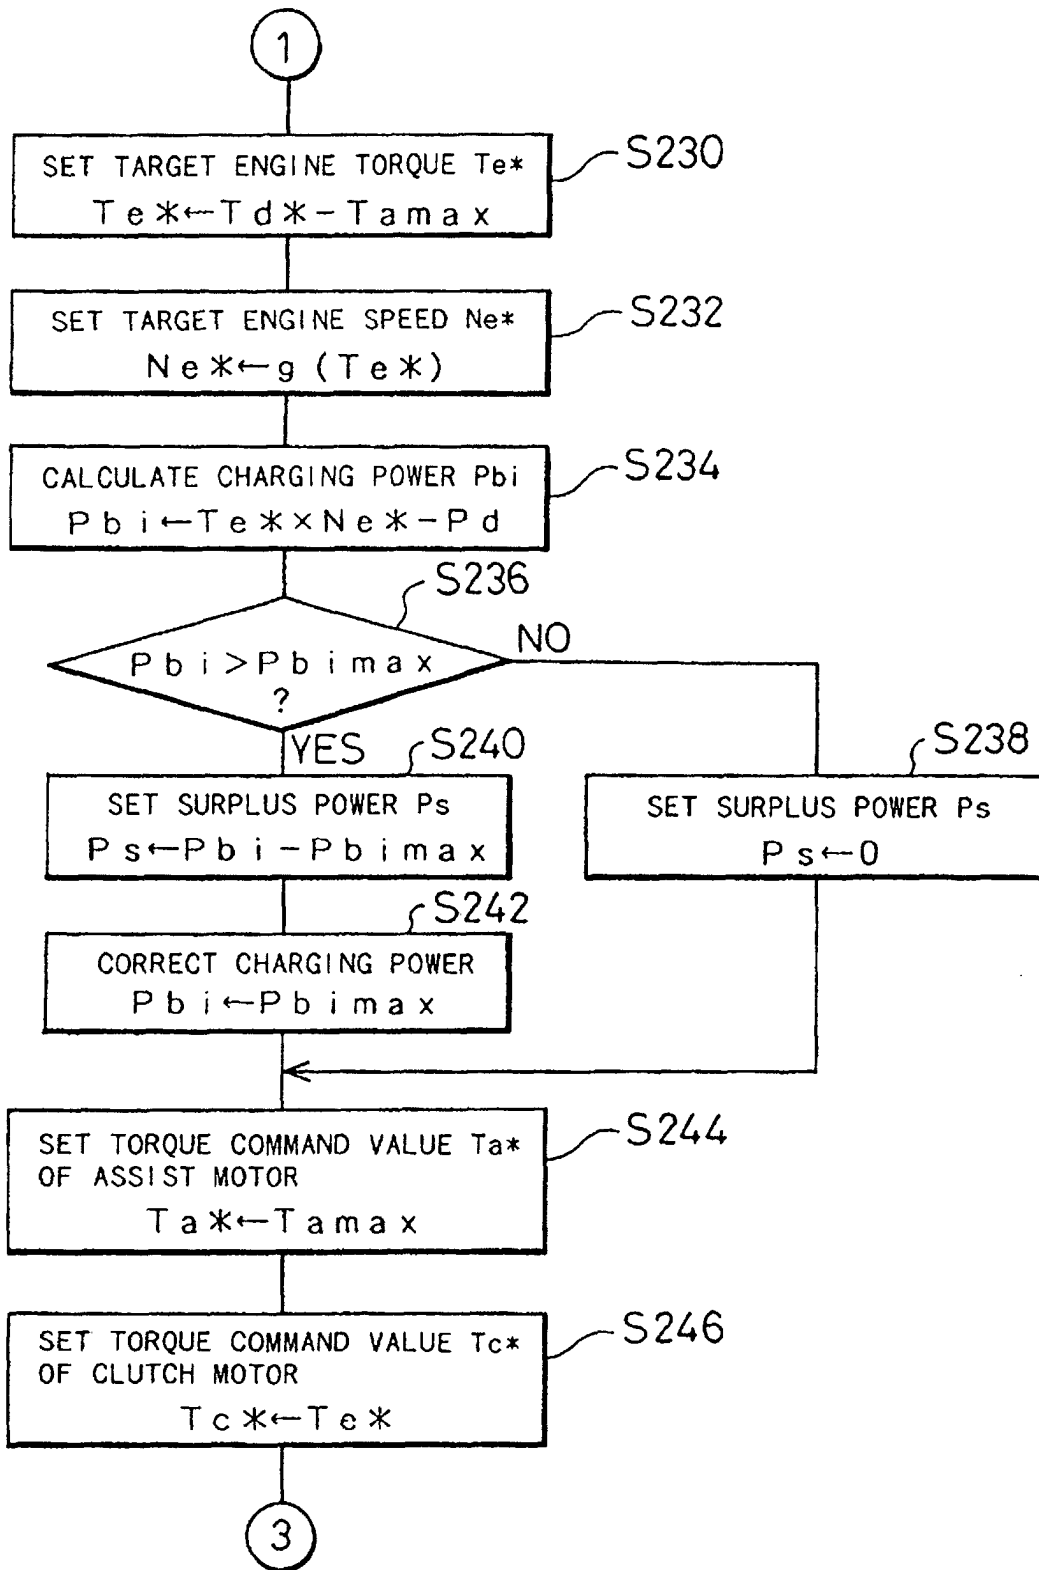 1
SET TARGET ENGINE TORQUE Te*
Te*←Td*-Tamax
S230
SET TARGET ENGINE SPEED Ne*
Ne*←g(Te*)
S232
CALCULATE CHARGING POWER Pbi
Pbi←Te*×Ne*-Pd
S234
S236
Pbi>Pbimax
?
NO
YES
S240
SET SURPLUS POWER Ps
Ps←Pbi-Pbimax
S238
SET SURPLUS POWER Ps
Ps←0
S242
CORRECT CHARGING POWER
Pbi←Pbimax
SET TORQUE COMMAND VALUE Ta*
OF ASSIST MOTOR
Ta*←Tamax
S244
SET TORQUE COMMAND VALUE Tc*
OF CLUTCH MOTOR
Tc*←Te*
S246
3